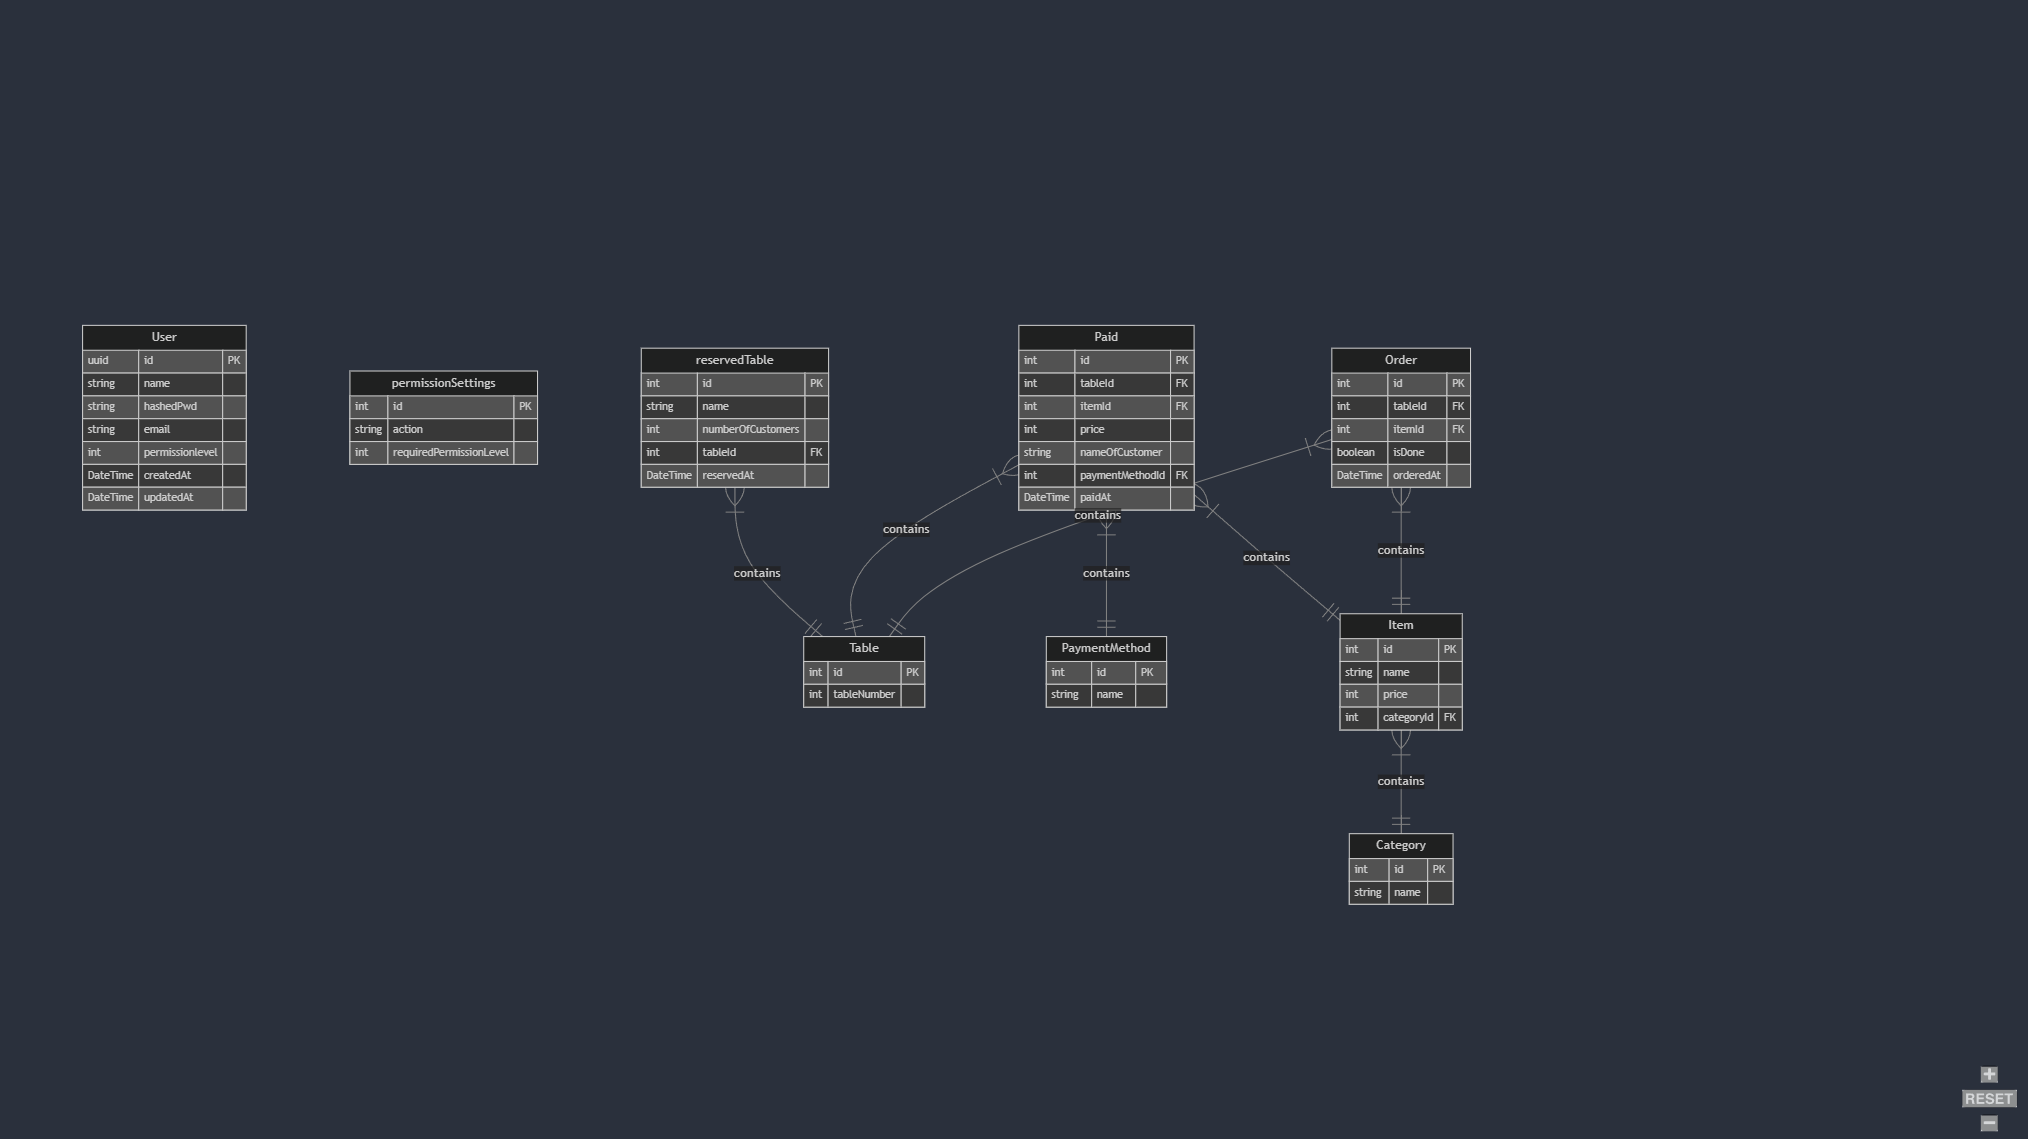 User
uuid id PK
string name
string hashedPwd
string email
int permissionlevel
DateTime createdAt
DateTime updatedAt
permissionSettings
int id PK
string action
int requiredPermissionLevel
reservedTable
int id PK
string name
int numberOfCustomers
int tableId FK
DateTime reservedAt
Paid
int id PK
int tableId FK
int itemId FK
int price
string nameOfCustomer
int paymentMethodId FK
DateTime paidAt
Order
int id PK
int tableId FK
int itemId FK
boolean isDone
DateTime orderedAt
contains
contains
contains
contains
contains
contains
Table
int id PK
int tableNumber
PaymentMethod
int id PK
string name
Item
int id PK
string name
int price
int categoryId FK
contains
Category
int id PK
string name
+
RESET
−